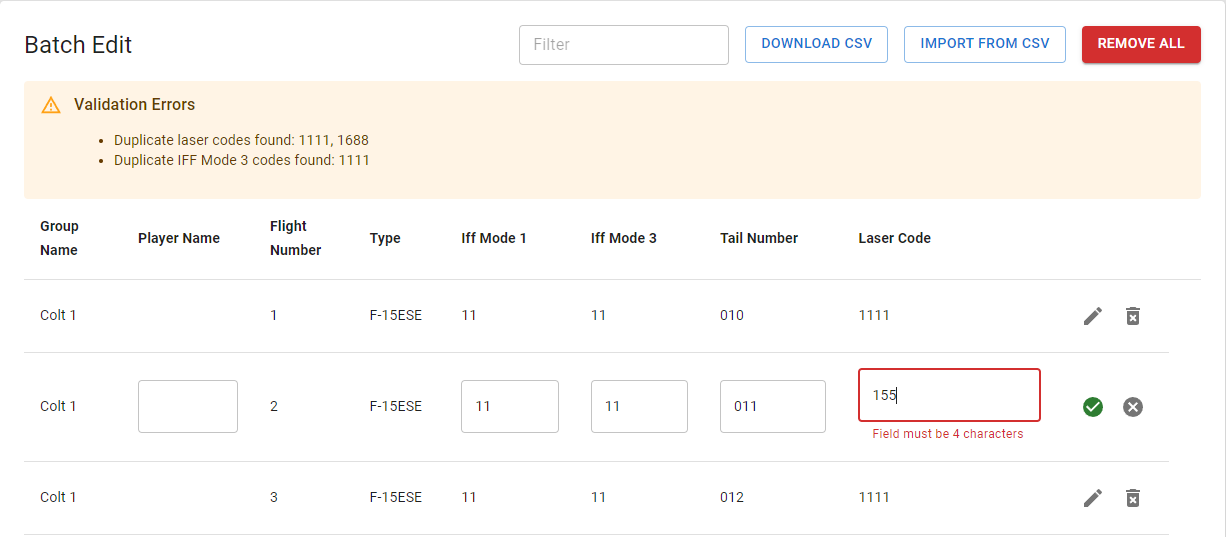 Batch Edit
Filter
DOWNLOAD CSV
IMPORT FROM CSV
REMOVE ALL
Validation Errors
• Duplicate laser codes found: 1111, 1688
• Duplicate IFF Mode 3 codes found: 1111
Group Name Player Name Flight Number Type Iff Mode 1 Iff Mode 3 Tail Number Laser Code
Colt 1 1 F-15ESE 11 11 010 1111
Colt 1 2 F-15ESE 11 11 011 155
Field must be 4 characters
Colt 1 3 F-15ESE 11 11 012 1111